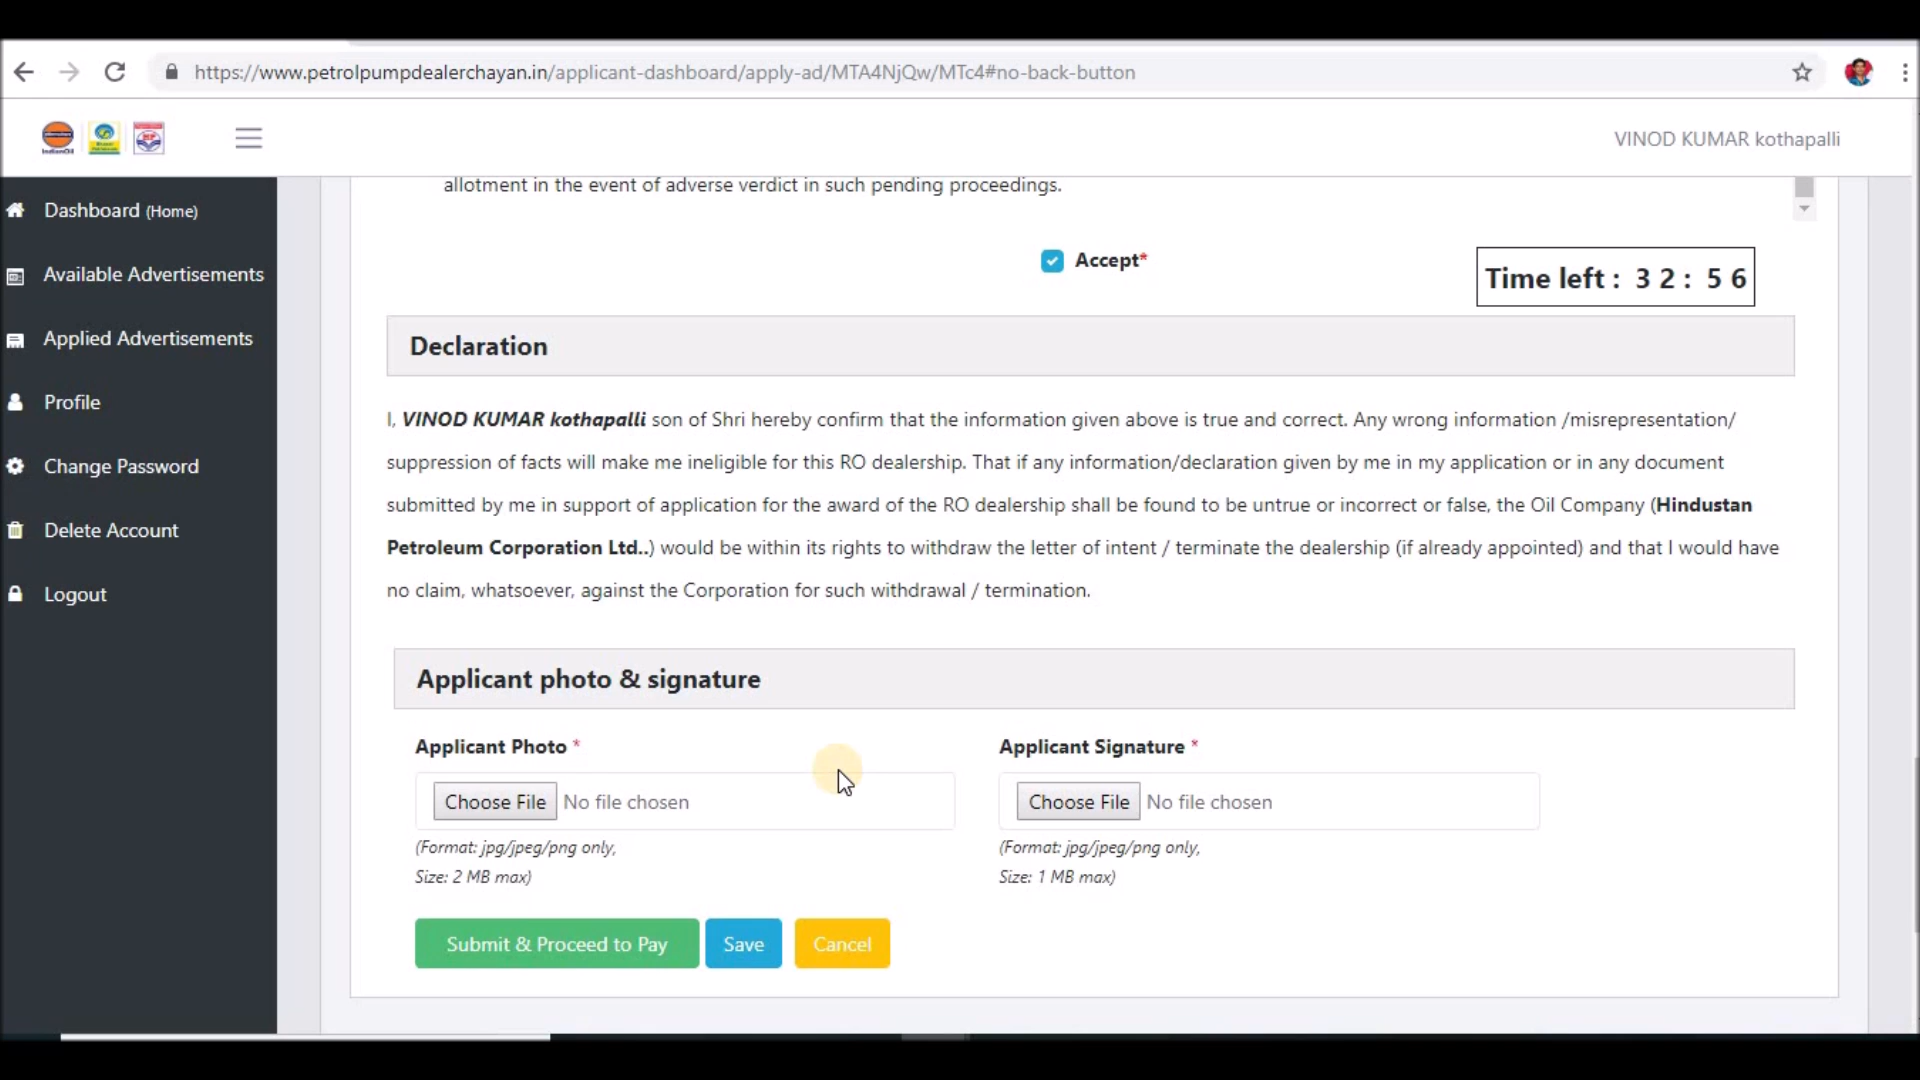 https://www.petrolpumpdealerchayan.in/applicant-dashboard/apply-ad/MTA4NjQw/MTc4#no-back-button
IndianOil
HP
VINOD KUMAR kothapalli
Dashboard (Home)
Available Advertisements
Applied Advertisements
Profile
Change Password
Delete Account
Logout
allotment in the event of adverse verdict in such pending proceedings.
Accept*
Time left : 3 2 : 5 6
Declaration
I, VINOD KUMAR kothapalli son of Shri hereby confirm that the information given above is true and correct. Any wrong information /misrepresentation/
suppression of facts will make me ineligible for this RO dealership. That if any information/declaration given by me in my application or in any document
submitted by me in support of application for the award of the RO dealership shall be found to be untrue or incorrect or false, the Oil Company (Hindustan
Petroleum Corporation Ltd..) would be within its rights to withdraw the letter of intent / terminate the dealership (if already appointed) and that I would have
no claim, whatsoever, against the Corporation for such withdrawal / termination.
Applicant photo & signature
Applicant Photo *
Applicant Signature *
Choose File No file chosen
Choose File No file chosen
(Format: jpg/jpeg/png only,
Size: 2 MB max)
(Format: jpg/jpeg/png only,
Size: 1 MB max)
Submit & Proceed to Pay
Save
Cancel